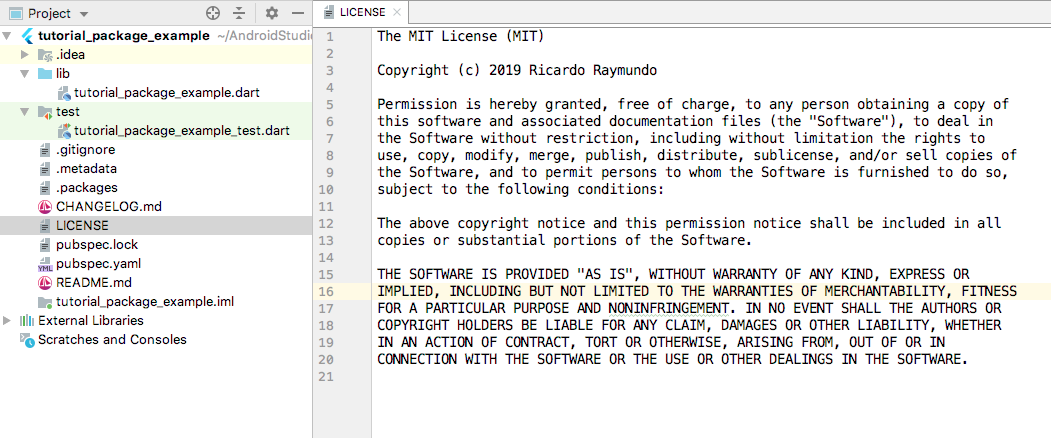 Project
LICENSE
tutorial_package_example ~/AndroidStudi
.idea
lib
tutorial_package_example.dart
test
tutorial_package_example_test.dart
.gitignore
.metadata
.packages
CHANGELOG.md
LICENSE
pubspec.lock
YML pubspec.yaml
README.md
tutorial_package_example.iml
External Libraries
Scratches and Consoles
1 The MIT License (MIT)
2
3 Copyright (c) 2019 Ricardo Raymundo
4
5 Permission is hereby granted, free of charge, to any person obtaining a copy of
6 this software and associated documentation files (the "Software"), to deal in
7 the Software without restriction, including without limitation the rights to
8 use, copy, modify, merge, publish, distribute, sublicense, and/or sell copies of
9 the Software, and to permit persons to whom the Software is furnished to do so,
10 subject to the following conditions:
11
12 The above copyright notice and this permission notice shall be included in all
13 copies or substantial portions of the Software.
14
15 THE SOFTWARE IS PROVIDED "AS IS", WITHOUT WARRANTY OF ANY KIND, EXPRESS OR
16 IMPLIED, INCLUDING BUT NOT LIMITED TO THE WARRANTIES OF MERCHANTABILITY, FITNESS
17 FOR A PARTICULAR PURPOSE AND NONINFRINGEMENT. IN NO EVENT SHALL THE AUTHORS OR
18 COPYRIGHT HOLDERS BE LIABLE FOR ANY CLAIM, DAMAGES OR OTHER LIABILITY, WHETHER
19 IN AN ACTION OF CONTRACT, TORT OR OTHERWISE, ARISING FROM, OUT OF OR IN
20 CONNECTION WITH THE SOFTWARE OR THE USE OR OTHER DEALINGS IN THE SOFTWARE.
21